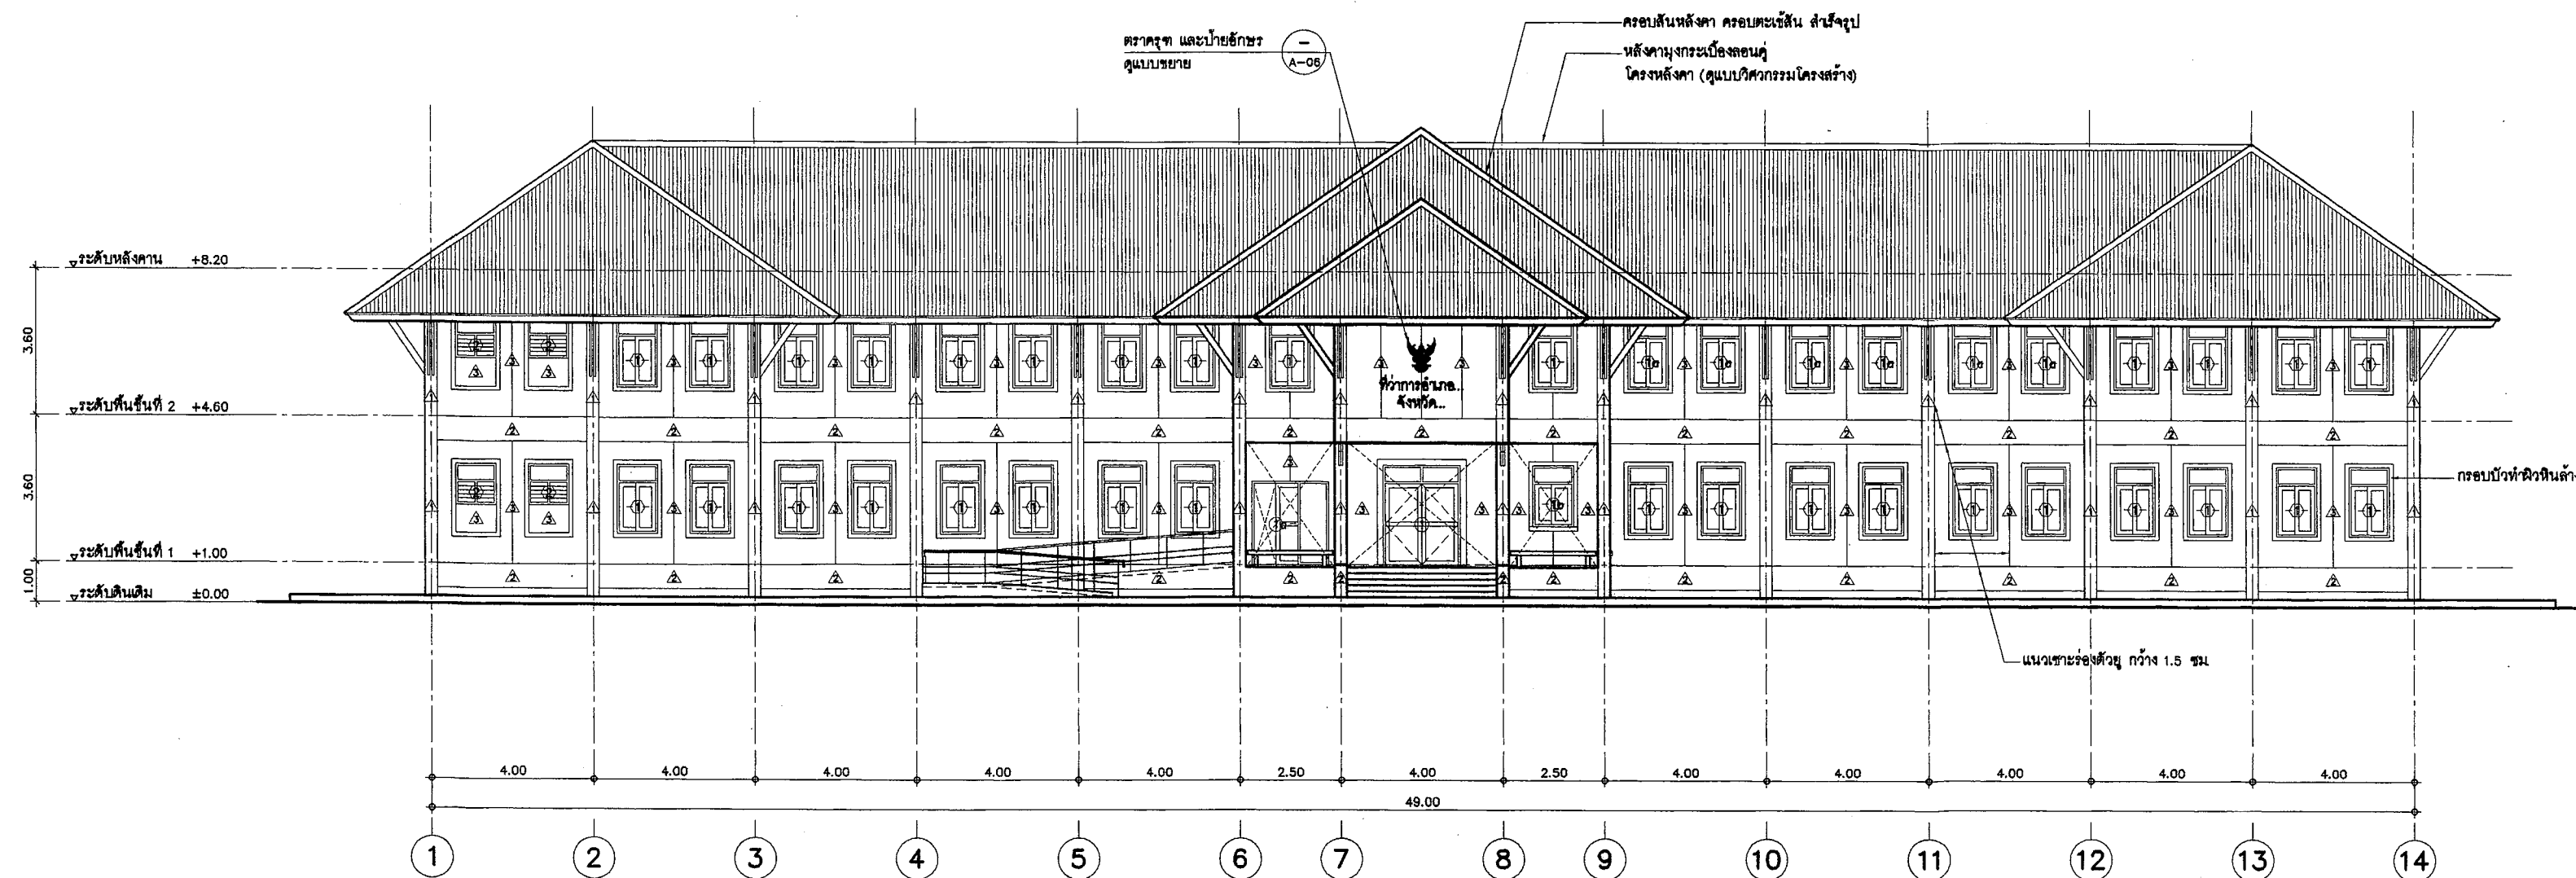 ครอบสันหลังคา ครอบตะเข้สัน สำเร็จรูป
ตราครุฑ และป้ายอักษร
ดูแบบขยาย
–
A-06
หลังคามุงกระเบื้องลอนคู่
โครงหลังคา (ดูแบบวิศวกรรมโครงสร้าง)
ระดับหลังคาน +8.20
3.60
ที่ว่าการอำเภอ..
จังหวัด...
ระดับพื้นชั้นที่ 2 +4.60
3.60
กรอบบัวทำผิวหินล้าง
ระดับพื้นชั้นที่ 1 +1.00
1.00
ระดับดินเดิม ±0.00
แนวเซาะร่องตัวยู กว้าง 1.5 ซม.
4.00 4.00 4.00 4.00 4.00 2.50 4.00 2.50 4.00 4.00 4.00 4.00 4.00
49.00
1 2 3 4 5 6 7 8 9 10 11 12 13 14